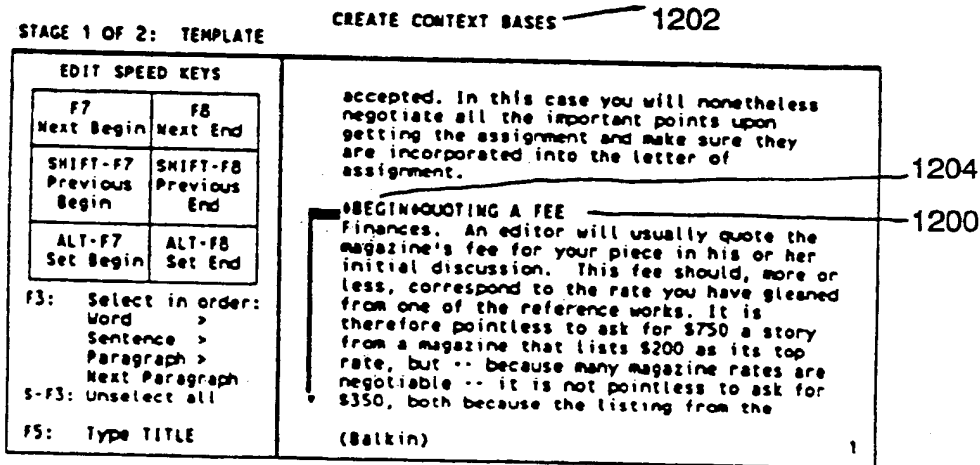 CREATE CONTEXT BASES 1202
STAGE 1 OF 2: TEMPLATE
EDIT SPEED KEYS
F7 F8
Next Begin Next End
SHIFT-F7 SHIFT-F8
Previous Previous
Begin End
ALT-F7 ALT-F8
Set Begin Set End
F3: Select in order:
Word >
Sentence >
Paragraph >
Next Paragraph
S-F3: Unselect all
F5: Type TITLE
accepted. In this case you will nonetheless
negotiate all the important points upon
getting the assignment and make sure they
are incorporated into the letter of
assignment.
1204
♦BEGIN♦QUOTING A FEE 1200
Finances. An editor will usually quote the
magazine's fee for your piece in his or her
initial discussion. This fee should, more or
less, correspond to the rate you have gleaned
from one of the reference works. It is
therefore pointless to ask for $750 a story
from a magazine that lists $200 as its top
rate, but -- because many magazine rates are
negotiable -- it is not pointless to ask for
$350, both because the listing from the
(Balkin) 1